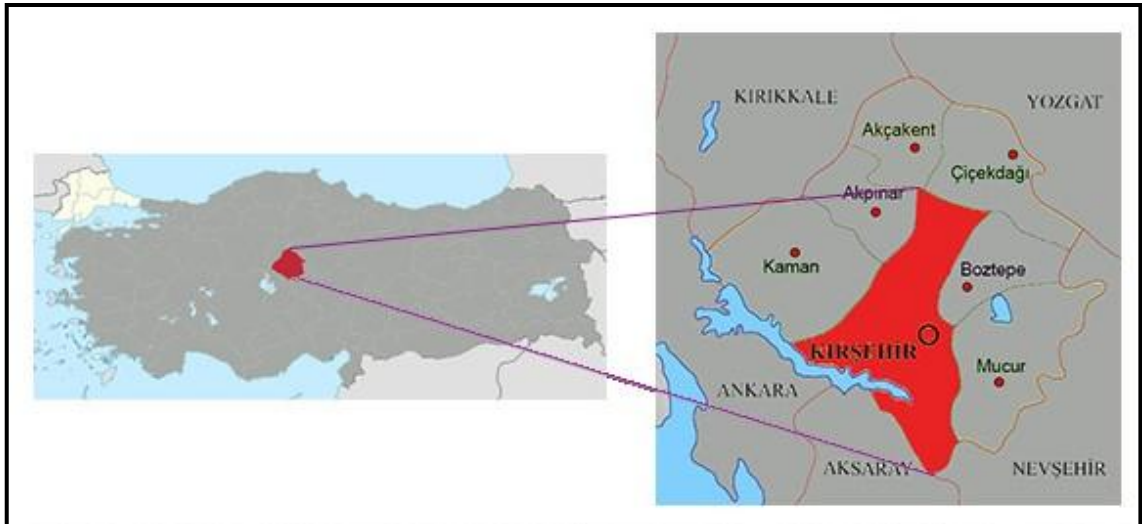 KIRIKKALE
YOZGAT
Akçakent
Çiçekdağı
Akpınar
Kaman
Boztepe
KIRŞEHİR
Mucur
ANKARA
AKSARAY
NEVŞEHİR